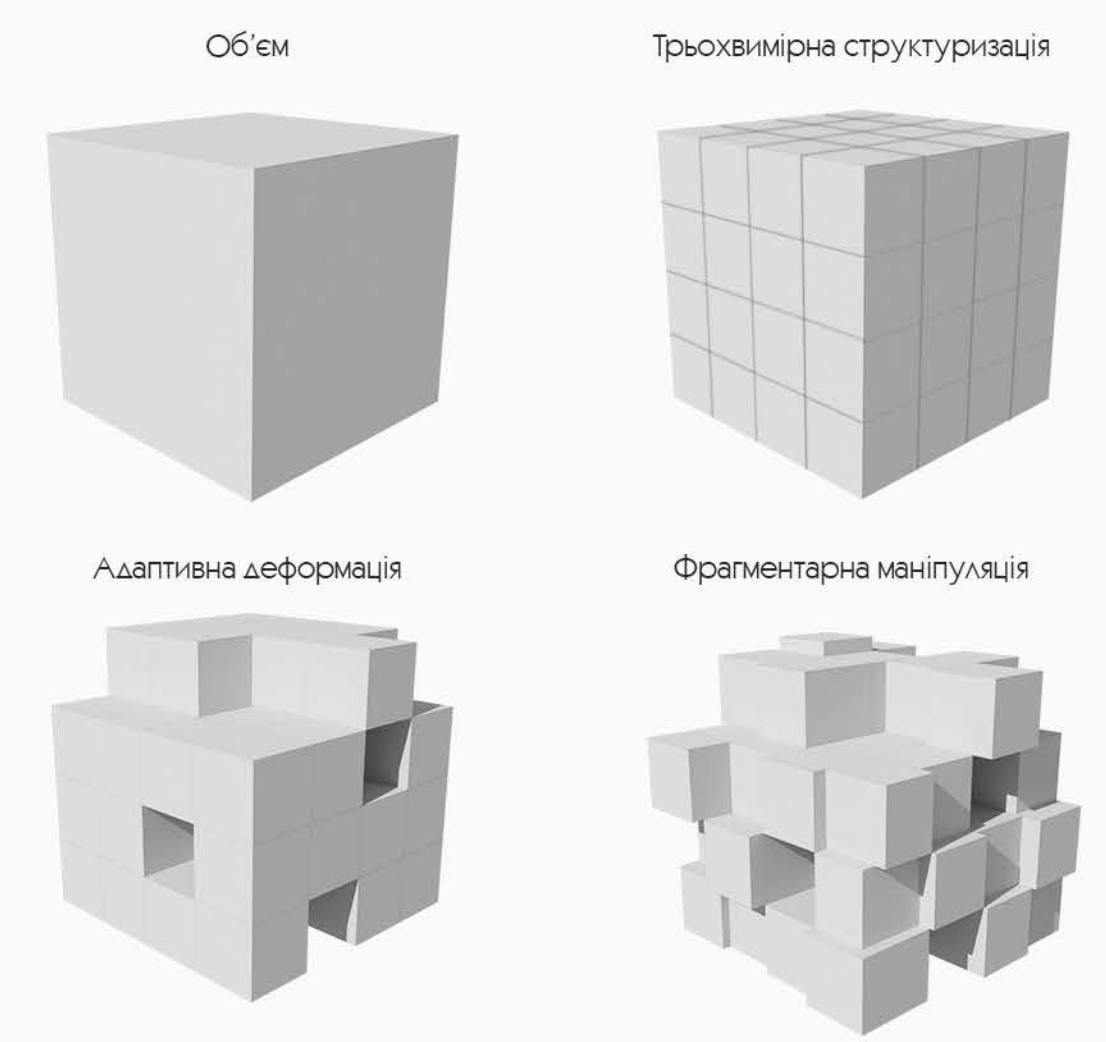 Об'єм
Трьохвимірна структуризація
Адаптивна деформація
Фрагментарна маніпуляція